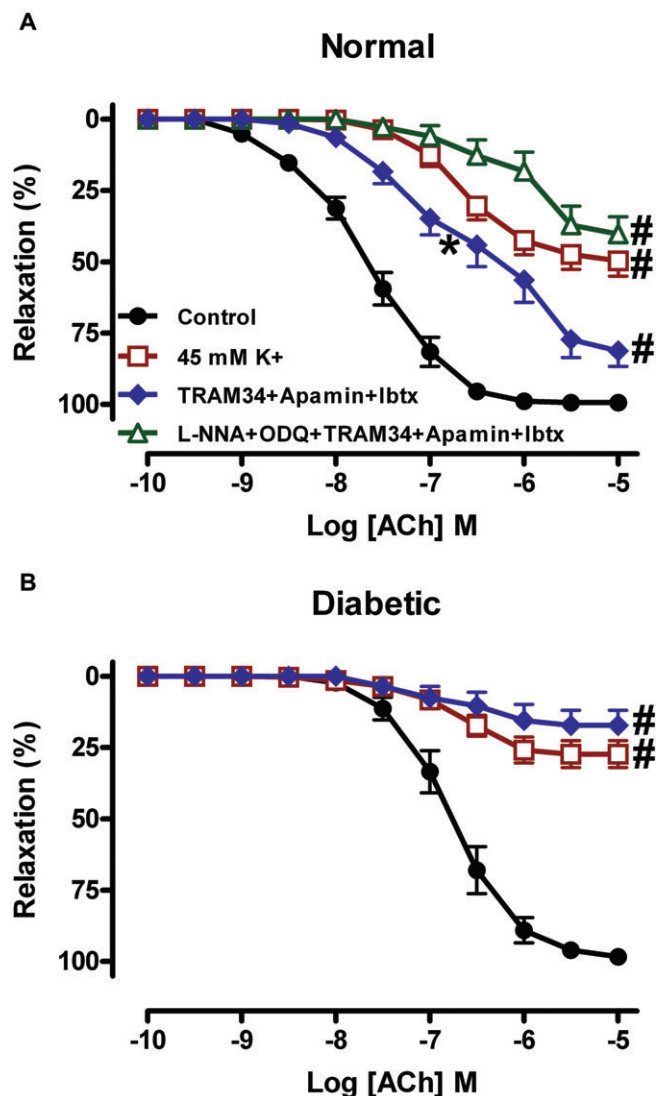 A
Normal
0
25
50
75
100
Relaxation (%)
*
#
#
#
Control
45 mM K+
TRAM34+Apamin+Ibtx
L-NNA+ODQ+TRAM34+Apamin+Ibtx
-10 -9 -8 -7 -6 -5
Log [ACh] M
B
Diabetic
0
25
50
75
100
Relaxation (%)
#
#
-10 -9 -8 -7 -6 -5
Log [ACh] M